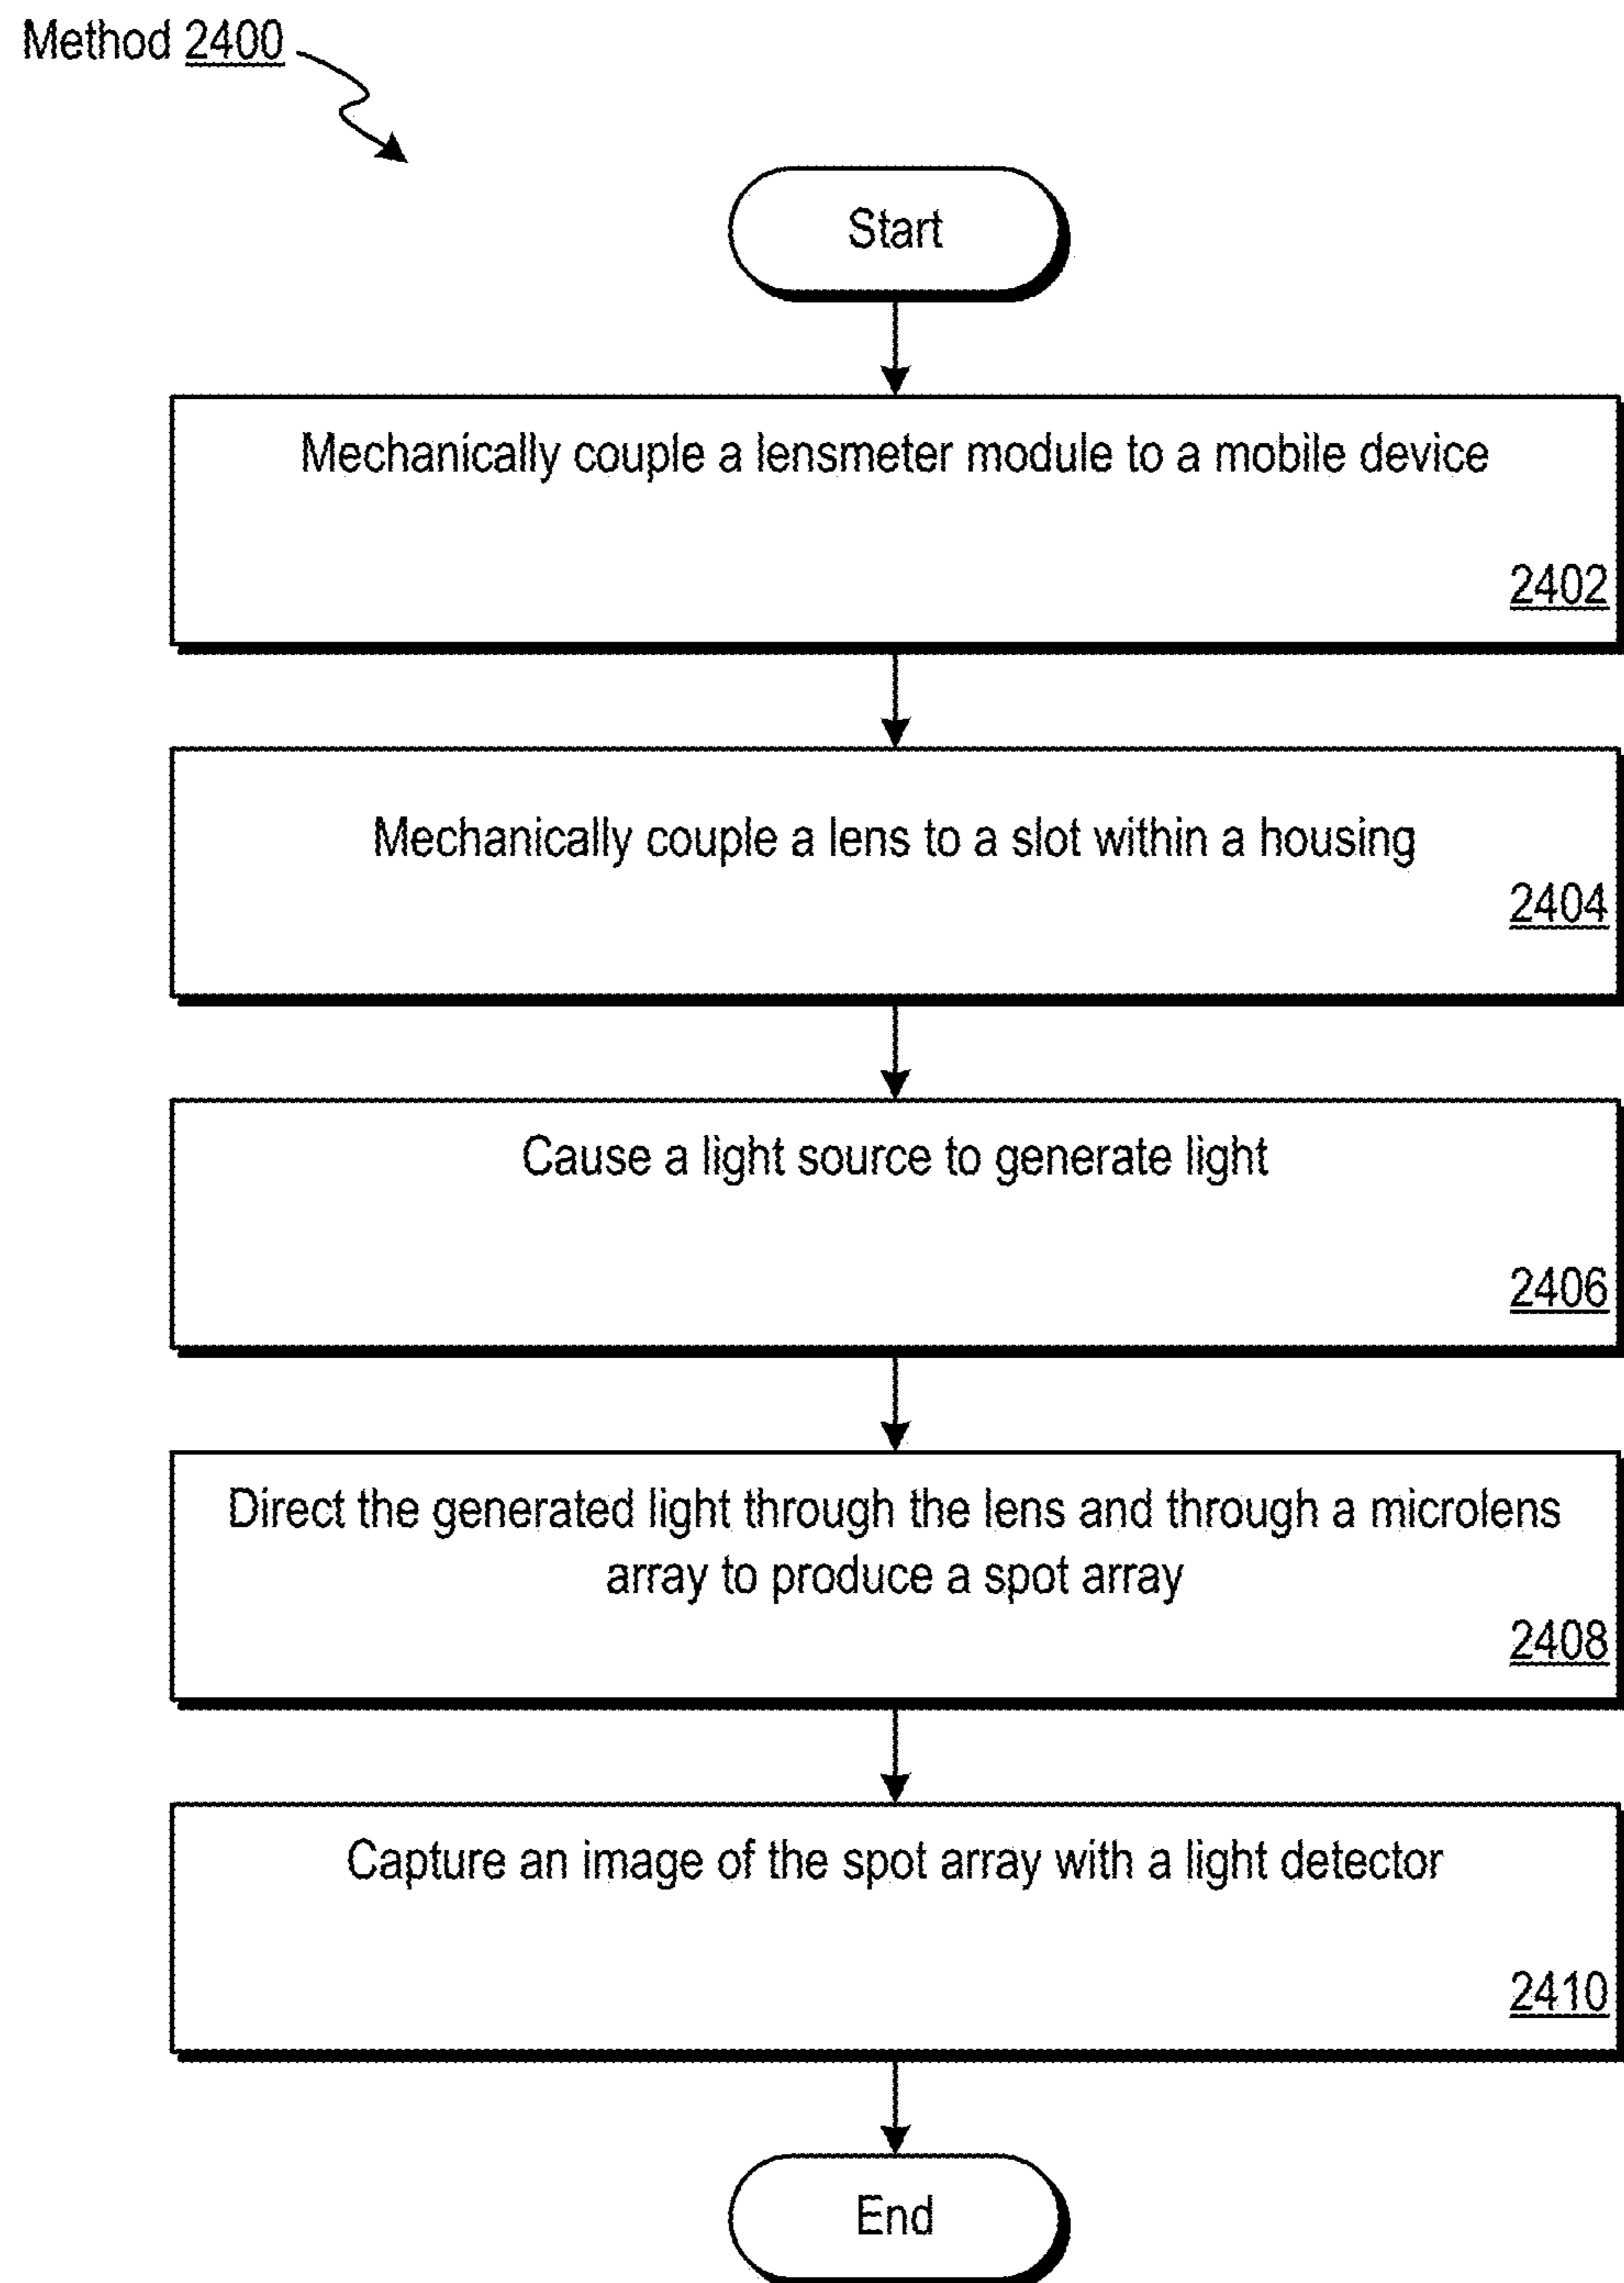 Method 2400
Start
Mechanically couple a lensmeter module to a mobile device
2402
Mechanically couple a lens to a slot within a housing
2404
Cause a light source to generate light
2406
Direct the generated light through the lens and through a microlens
array to produce a spot array
2408
Capture an image of the spot array with a light detector
2410
End